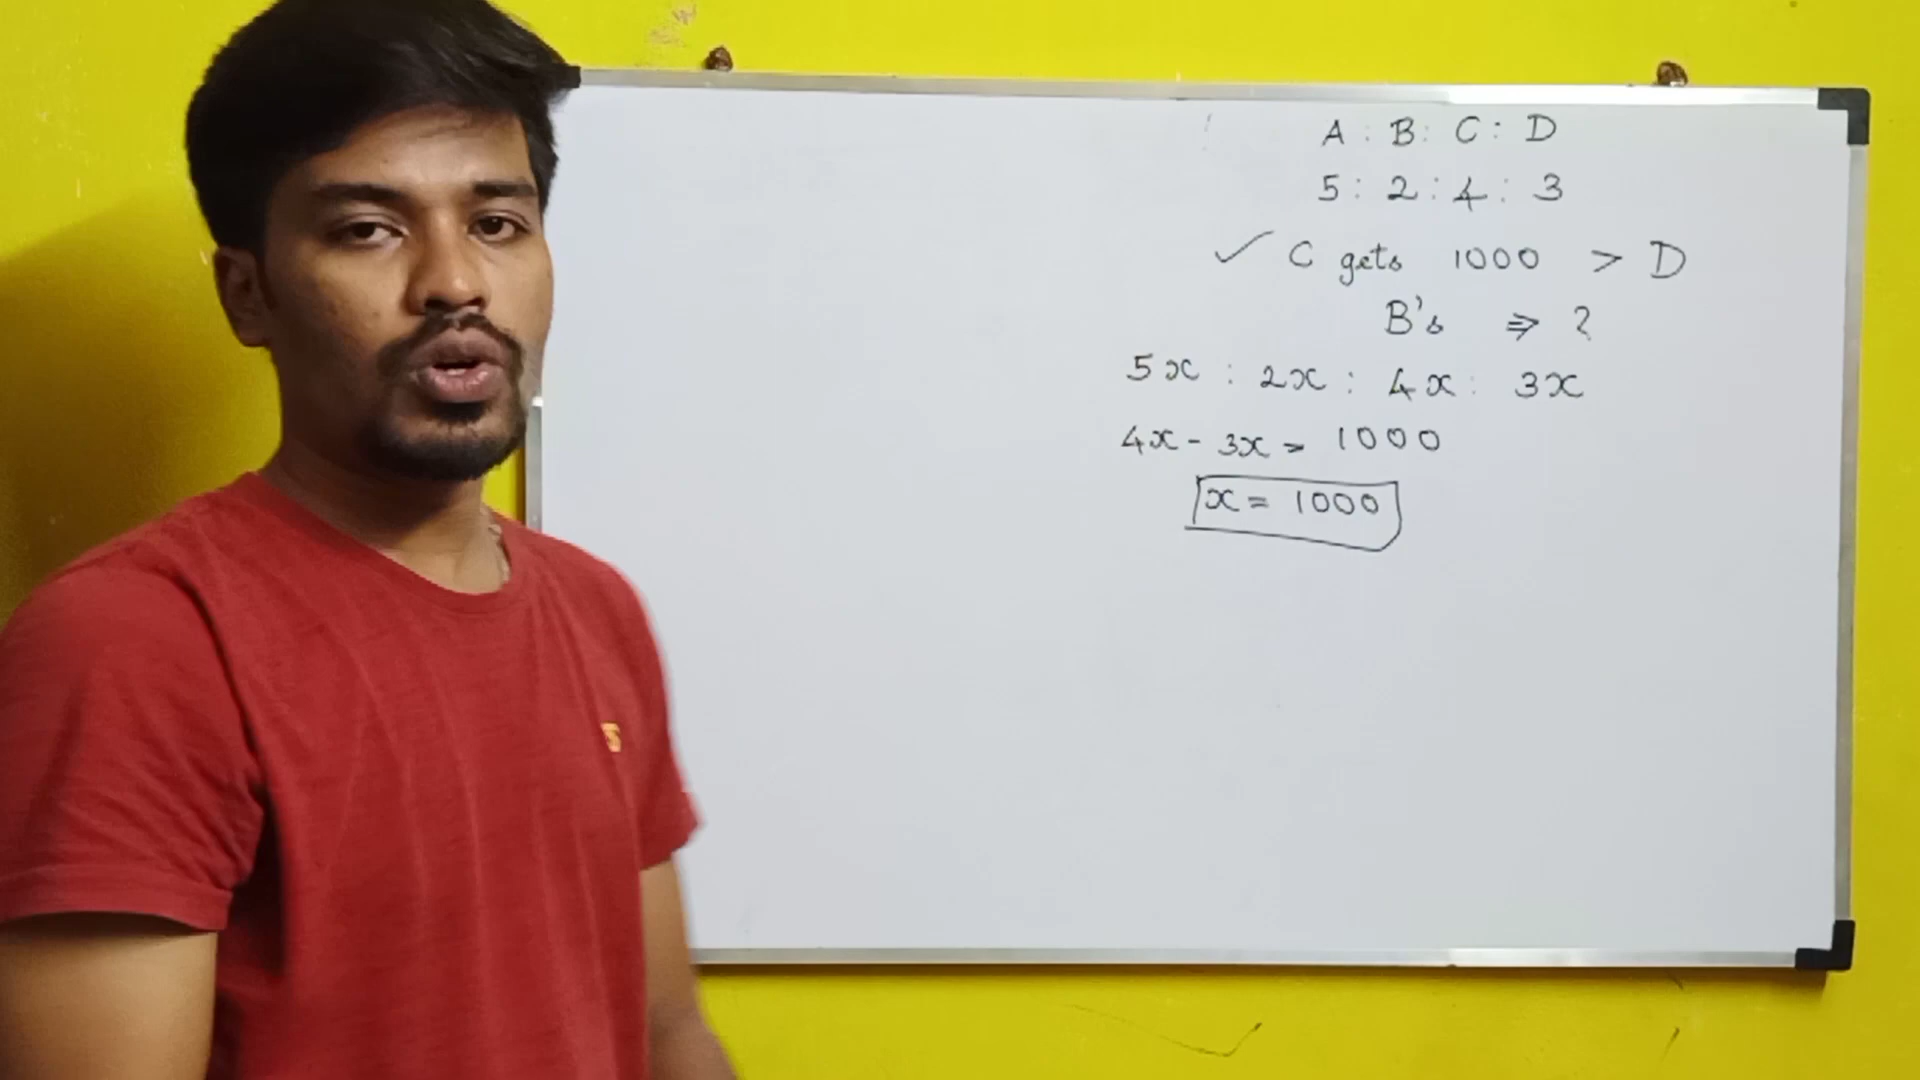 A : B : C : D
5 : 2 : 4 : 3
✓ C gets 1000 > D
B's ⇒ ?
5x : 2x : 4x : 3x
4x - 3x = 1000
x = 1000